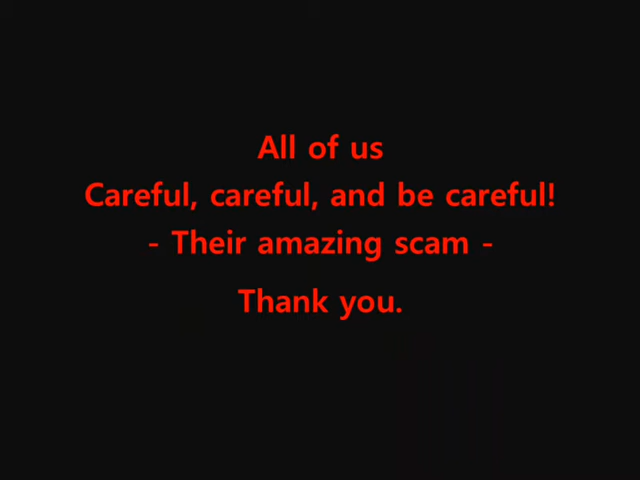 All of us
Careful, careful, and be careful!
- Their amazing scam -
Thank you.